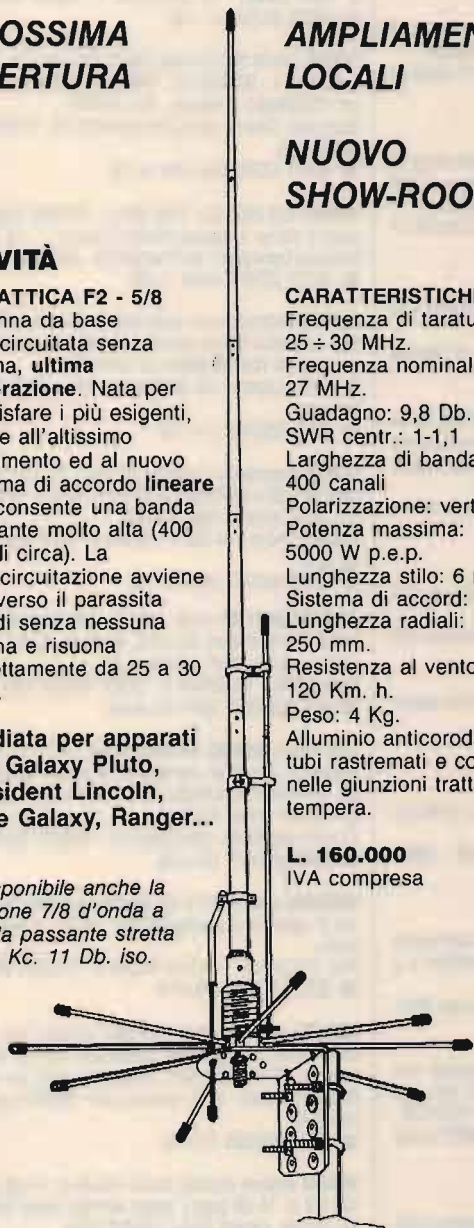 OSSIMA
ERTURA
VITÀ
ATTICA F2 - 5/8
nna da base
circuitata senza
na, ultima
razione. Nata per
isfare i più esigenti,
e all'altissimo
mento ed al nuovo
ma di accordo lineare
consente una banda
ante molto alta (400
li circa). La
circuitazione avviene
verso il parassita
di senza nessuna
na e risuona
ettamente da 25 a 30
diata per apparati
Galaxy Pluto,
sident Lincoln,
e Galaxy, Ranger...
sponibile anche la
one 7/8 d'onda a
da passante stretta
Kc. 11 Db. iso.
AMPLIAMEN
LOCALI
NUOVO
SHOW-ROO
CARATTERISTICH
Frequenza di taratu
25 ÷ 30 MHz.
Frequenza nominal
27 MHz.
Guadagno: 9,8 Db.
SWR centr.: 1-1,1
Larghezza di banda
400 canali
Polarizzazione: vert
Potenza massima:
5000 W p.e.p.
Lunghezza stilo: 6
Sistema di accord:
Lunghezza radiali:
250 mm.
Resistenza al vento
120 Km. h.
Peso: 4 Kg.
Alluminio anticorod
tubi rastremati e co
nelle giunzioni tratt
tempera.
L. 160.000
IVA compresa